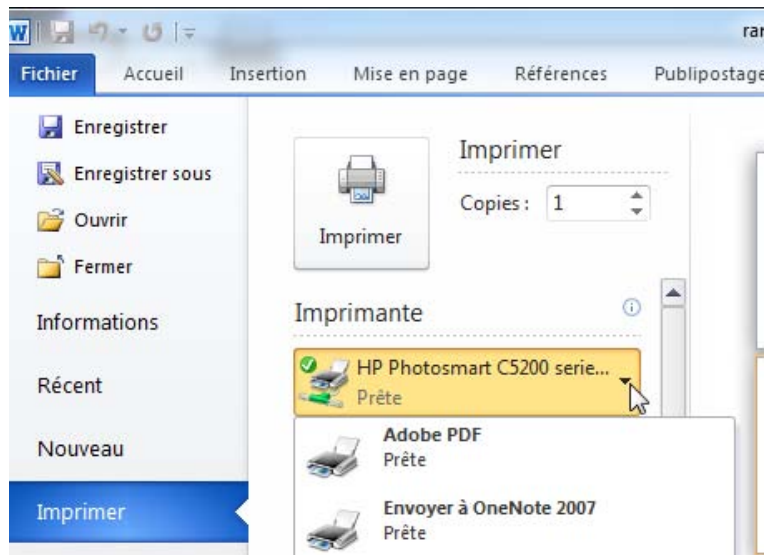 W
rar
Fichier Accueil Insertion Mise en page Références Publipostage
Enregistrer
Enregistrer sous
Ouvrir
Fermer
Informations
Récent
Nouveau
Imprimer
Imprimer
Imprimer
Copies : 1
Imprimante
HP Photosmart C5200 serie...
Prête
Adobe PDF
Prête
Envoyer à OneNote 2007
Prête